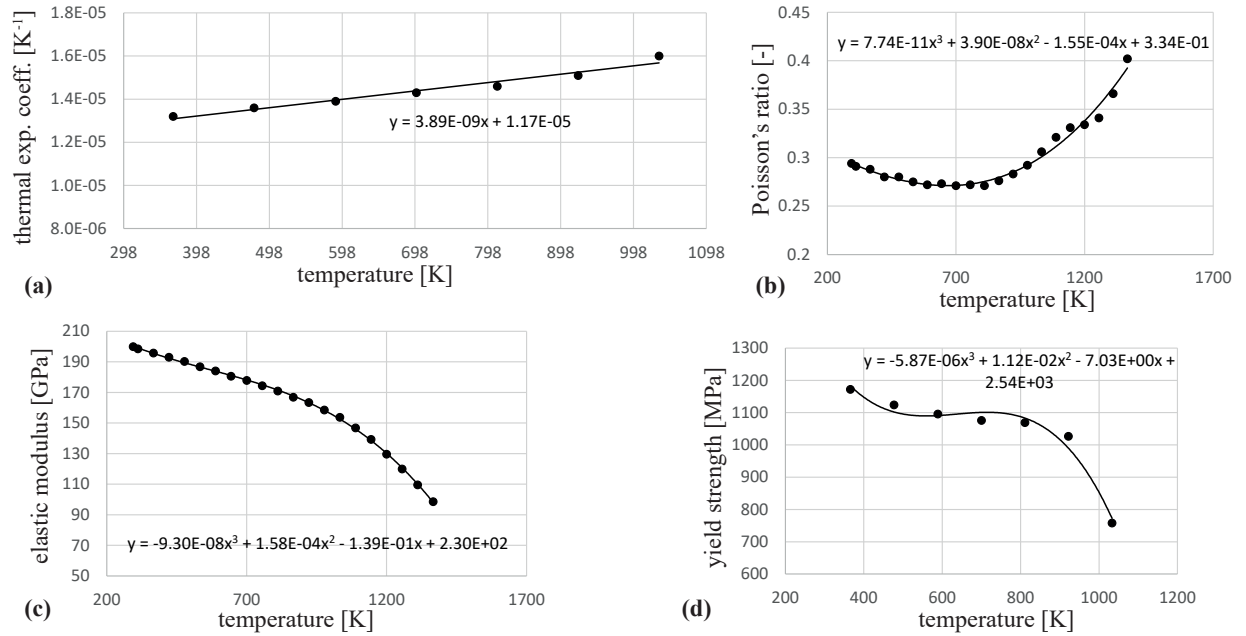 thermal exp. coeff. [K⁻¹]
1.8E-05
1.6E-05
1.4E-05
1.2E-05
1.0E-05
8.0E-06
y = 3.89E-09x + 1.17E-05
298 398 498 598 698 798 898 998 1098
temperature [K]
(a)
Poisson's ratio [-]
0.45
0.4
0.35
0.3
0.25
0.2
y = 7.74E-11x³ + 3.90E-08x² - 1.55E-04x + 3.34E-01
200 700 1200 1700
temperature [K]
(b)
elastic modulus [GPa]
210
190
170
150
130
110
90
70
50
y = -9.30E-08x³ + 1.58E-04x² - 1.39E-01x + 2.30E+02
200 700 1200 1700
temperature [K]
(c)
yield strength [MPa]
1300
1200
1100
1000
900
800
700
600
y = -5.87E-06x³ + 1.12E-02x² - 7.03E+00x +
2.54E+03
200 400 600 800 1000 1200
temperature [K]
(d)